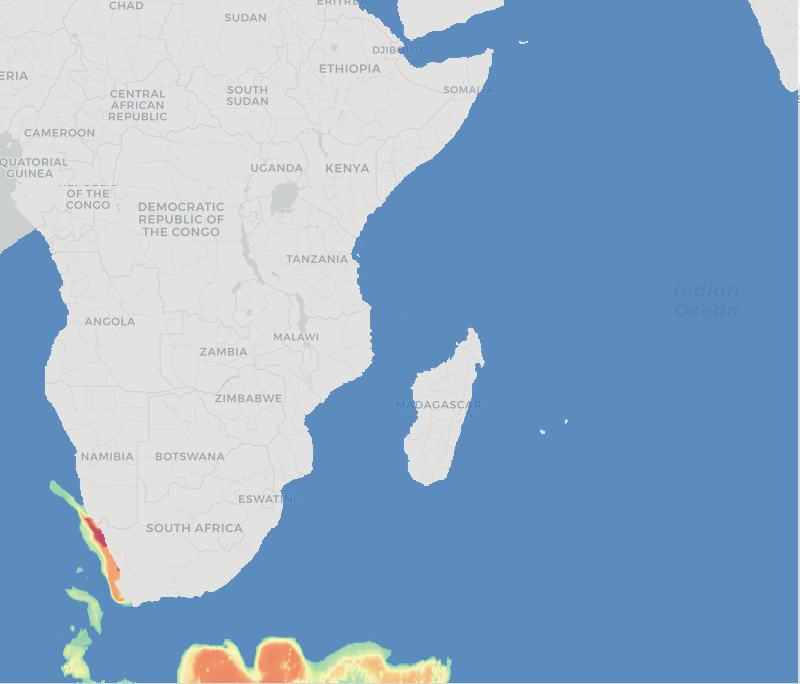 CHAD
ERITREA
SUDAN
DJIBOUTI
ERIA
ETHIOPIA
SOUTH
SUDAN
SOMALIA
CENTRAL
AFRICAN
REPUBLIC
CAMEROON
QUATORIAL
GUINEA
UGANDA
KENYA
OF THE
CONGO
DEMOCRATIC
REPUBLIC OF
THE CONGO
TANZANIA
Indian
Ocean
ANGOLA
MALAWI
ZAMBIA
ZIMBABWE
MADAGASCAR
NAMIBIA
BOTSWANA
ESWATINI
SOUTH AFRICA